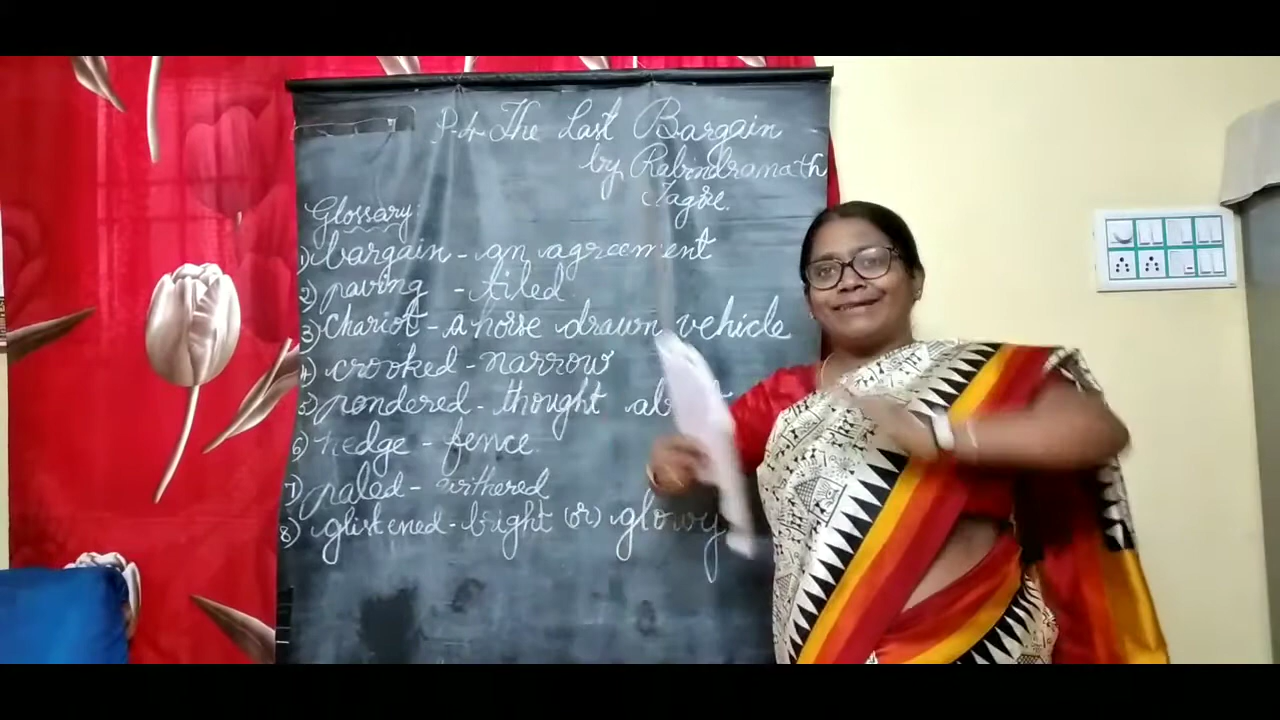 P-4 The Last Bargain
by Rabindranath
Tagore.
Glossary:
1) bargain - an agreement
2) paving - tiled
3) chariot - a horse drawn vehicle
4) crooked - narrow
5) pondered - thought
6) hedge - fence
7) paled - withered
8) glistened - bright (or) glowy